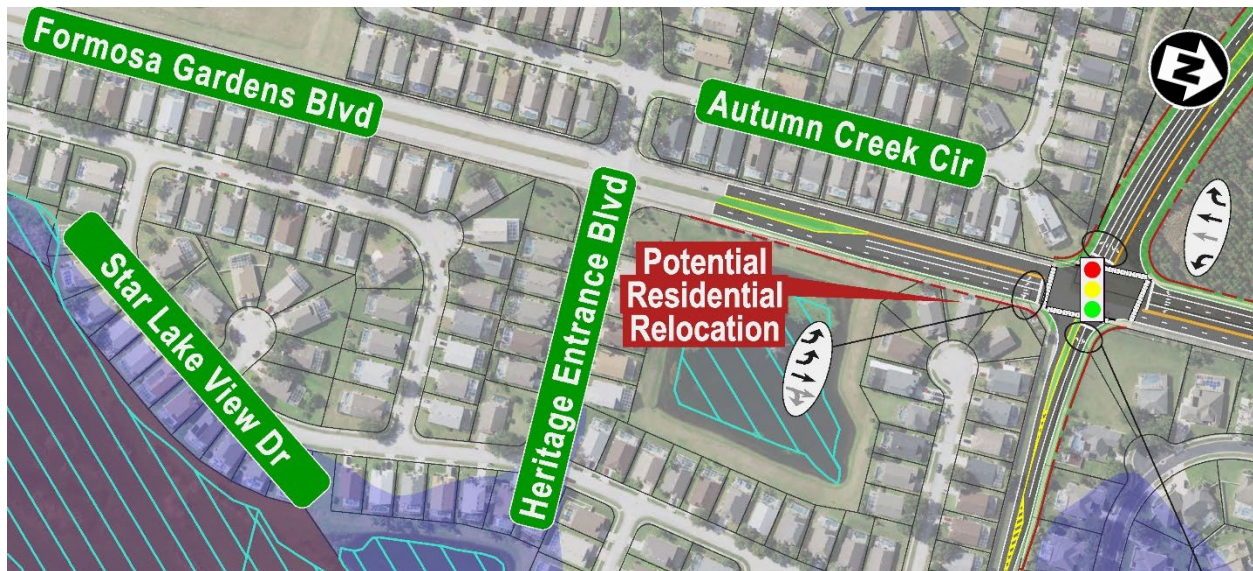 Formosa Gardens Blvd
Autumn Creek Cir
N
Star Lake View Dr
Heritage Entrance Blvd
Potential
Residential
Relocation